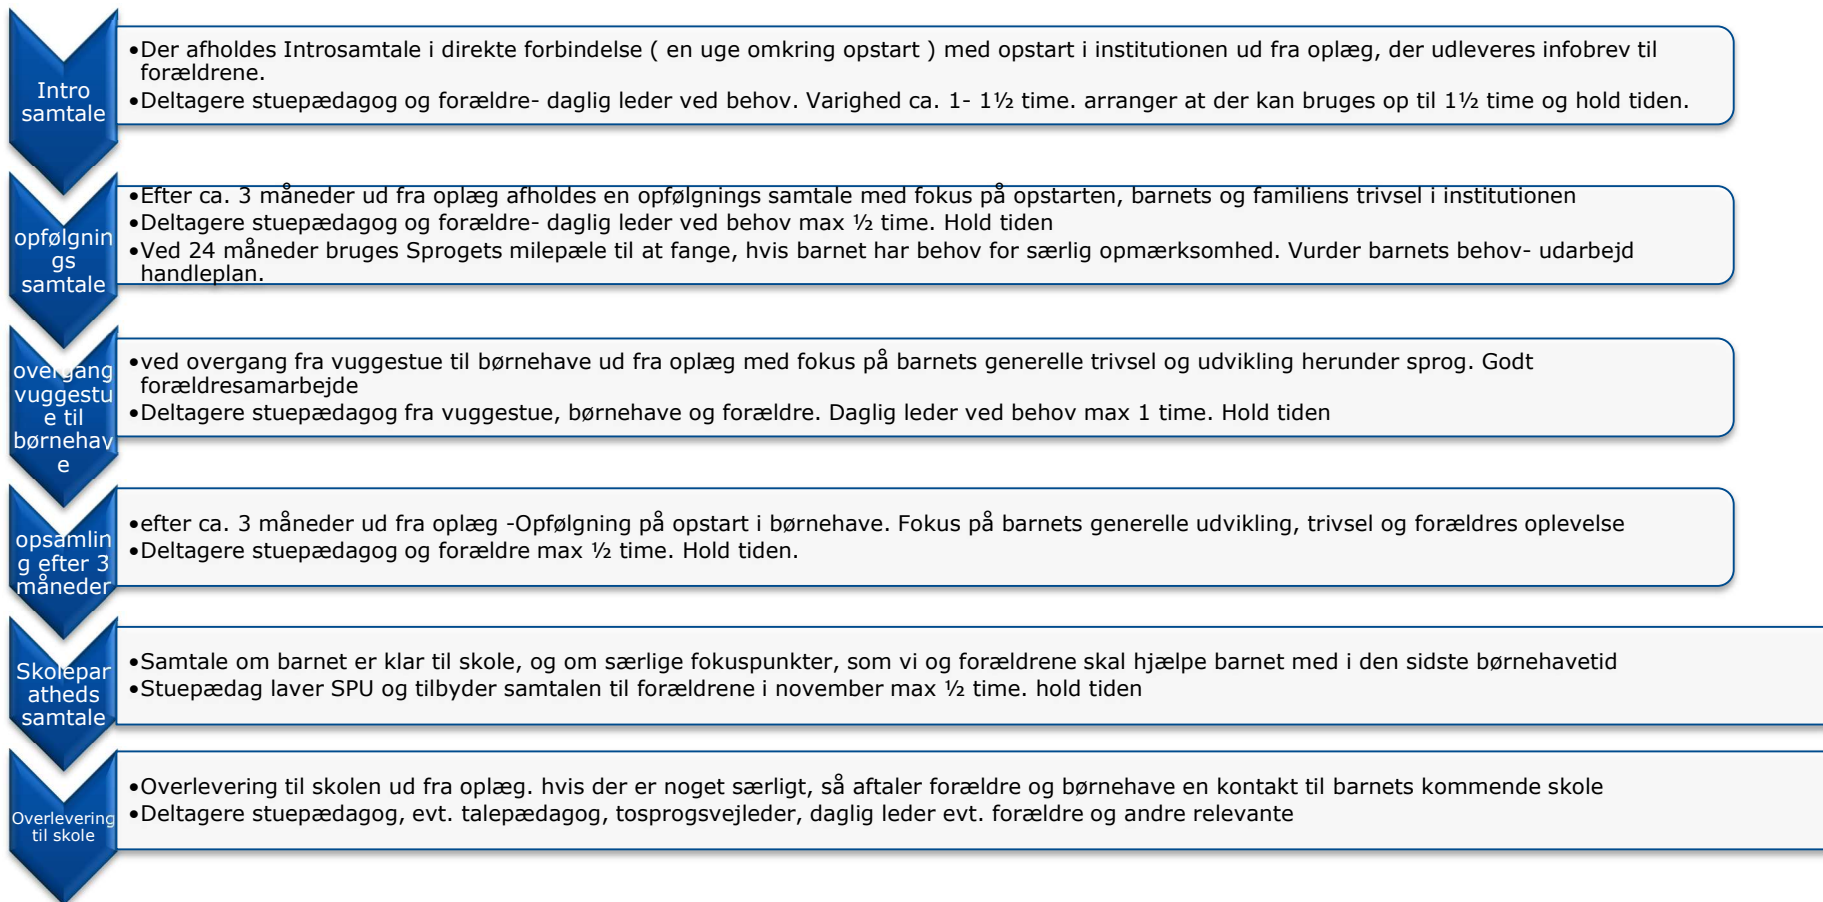 Intro
samtale
•Der afholdes Introsamtale i direkte forbindelse ( en uge omkring opstart ) med opstart i institutionen ud fra oplæg, der udleveres infobrev til
forældrene.
•Deltagere stuepædagog og forældre- daglig leder ved behov. Varighed ca. 1- 1½ time. arranger at der kan bruges op til 1½ time og hold tiden.
opfølgnin
gs
samtale
•Efter ca. 3 måneder ud fra oplæg afholdes en opfølgnings samtale med fokus på opstarten, barnets og familiens trivsel i institutionen
•Deltagere stuepædagog og forældre- daglig leder ved behov max ½ time. Hold tiden
•Ved 24 måneder bruges Sprogets milepæle til at fange, hvis barnet har behov for særlig opmærksomhed. Vurder barnets behov- udarbejd
handleplan.
overgang
vuggestu
e til
børnehav
e
•ved overgang fra vuggestue til børnehave ud fra oplæg med fokus på barnets generelle trivsel og udvikling herunder sprog. Godt
forældresamarbejde
•Deltagere stuepædagog fra vuggestue, børnehave og forældre. Daglig leder ved behov max 1 time. Hold tiden
opsamlin
g efter 3
måneder
•efter ca. 3 måneder ud fra oplæg -Opfølgning på opstart i børnehave. Fokus på barnets generelle udvikling, trivsel og forældres oplevelse
•Deltagere stuepædagog og forældre max ½ time. Hold tiden.
Skolepar
atheds
samtale
•Samtale om barnet er klar til skole, og om særlige fokuspunkter, som vi og forældrene skal hjælpe barnet med i den sidste børnehavetid
•Stuepædag laver SPU og tilbyder samtalen til forældrene i november max ½ time. hold tiden
Overlevering
til skole
•Overlevering til skolen ud fra oplæg. hvis der er noget særligt, så aftaler forældre og børnehave en kontakt til barnets kommende skole
•Deltagere stuepædagog, evt. talepædagog, tosprogsvejleder, daglig leder evt. forældre og andre relevante